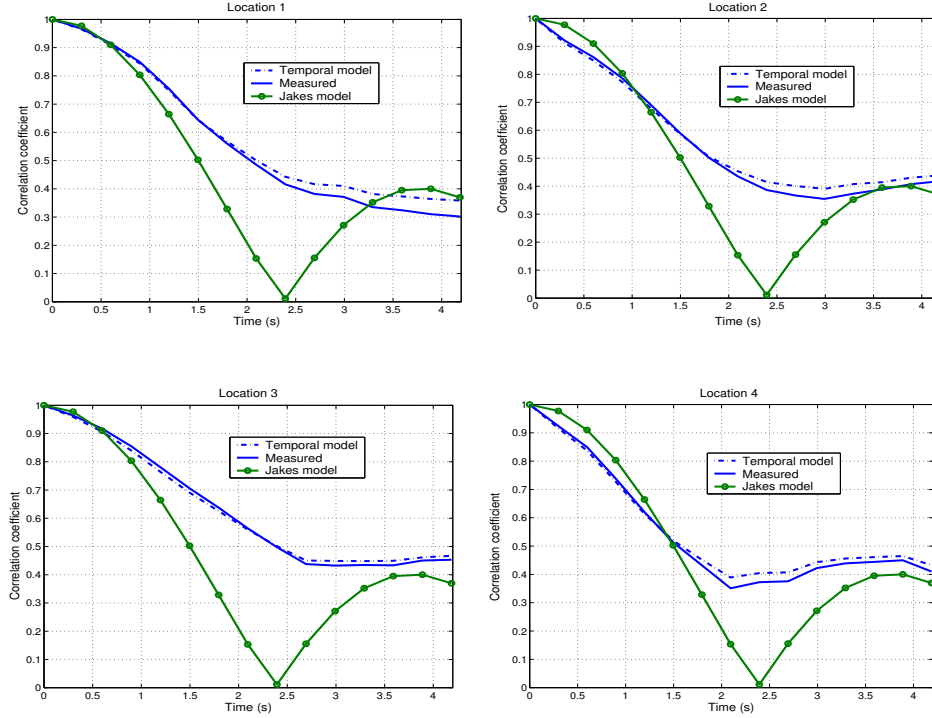 Location 1
Correlation coefficient
1
0.9
0.8
0.7
0.6
0.5
0.4
0.3
0.2
0.1
0
Temporal model
Measured
Jakes model
0 0.5 1 1.5 2 2.5 3 3.5 4
Time (s)
Location 2
Correlation coefficient
1
0.9
0.8
0.7
0.6
0.5
0.4
0.3
0.2
0.1
0
Temporal model
Measured
Jakes model
0 0.5 1 1.5 2 2.5 3 3.5 4
Time (s)
Location 3
Correlation coefficient
1
0.9
0.8
0.7
0.6
0.5
0.4
0.3
0.2
0.1
0
Temporal model
Measured
Jakes model
0 0.5 1 1.5 2 2.5 3 3.5 4
Time (s)
Location 4
Correlation coefficient
1
0.9
0.8
0.7
0.6
0.5
0.4
0.3
0.2
0.1
0
Temporal model
Measured
Jakes model
0 0.5 1 1.5 2 2.5 3 3.5 4
Time (s)